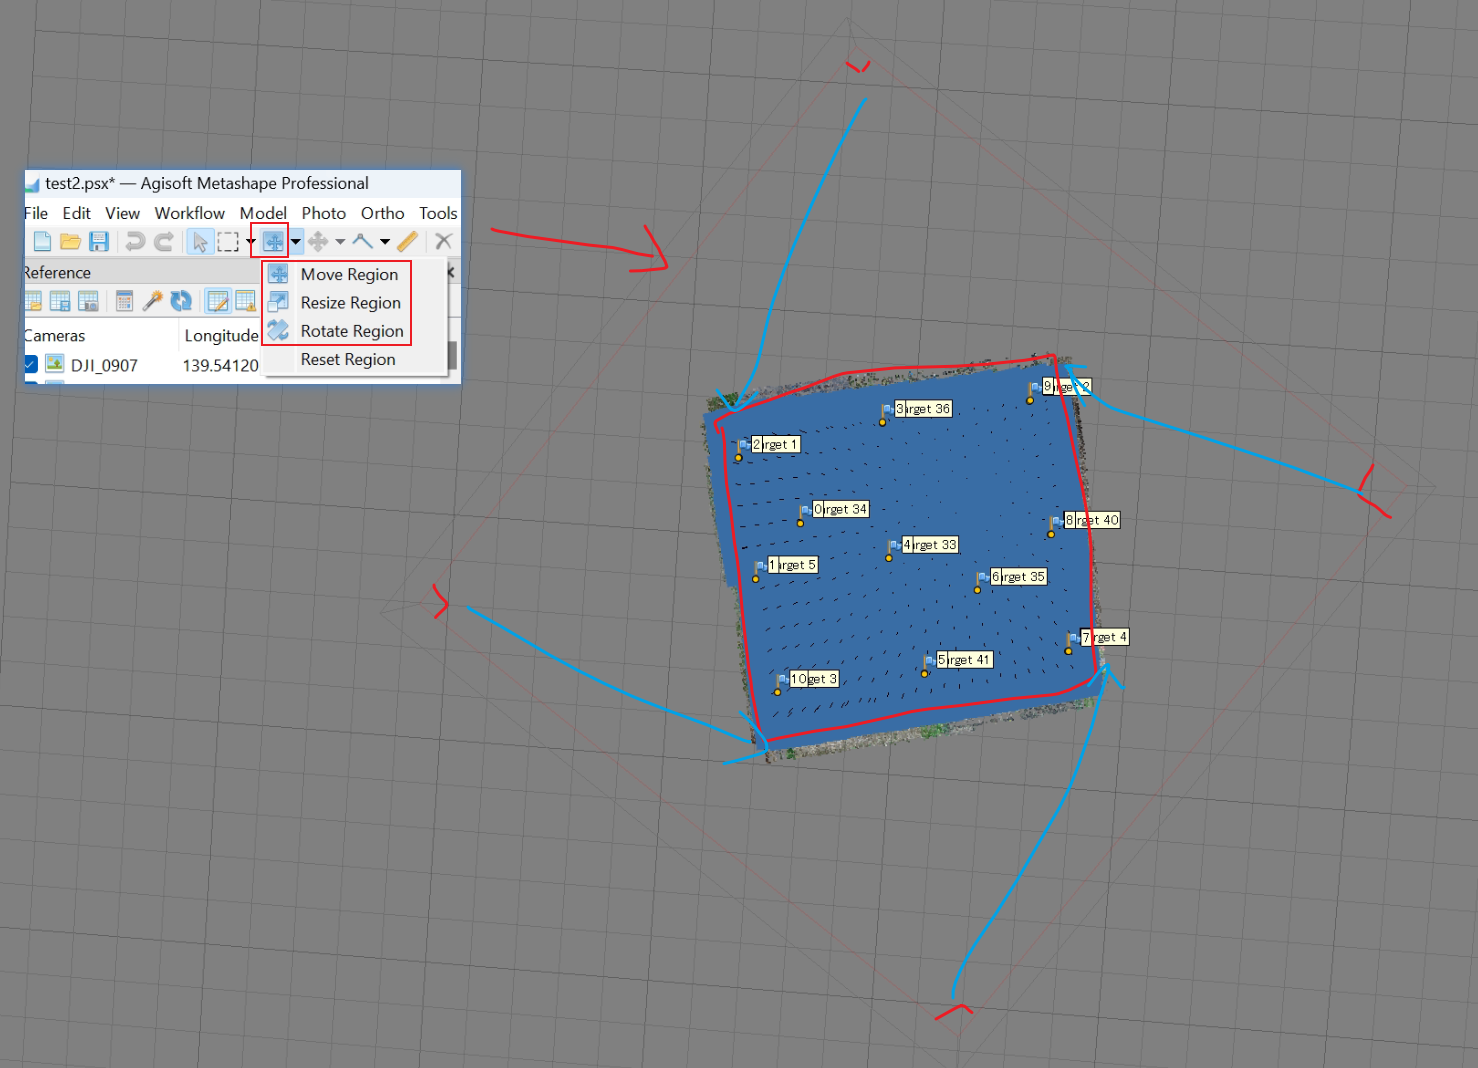 test2.psx* — Agisoft Metashape Professional
File Edit View Workflow Model Photo Ortho Tools
Reference
Move Region
Resize Region
Rotate Region
Reset Region
Cameras Longitude
DJI_0907 139.54120
9 rget 2
3 rget 36
2 rget 1
0 rget 34
8 rget 40
4 rget 33
1 rget 5
6 rget 35
7 rget 4
5 rget 41
10 get 3